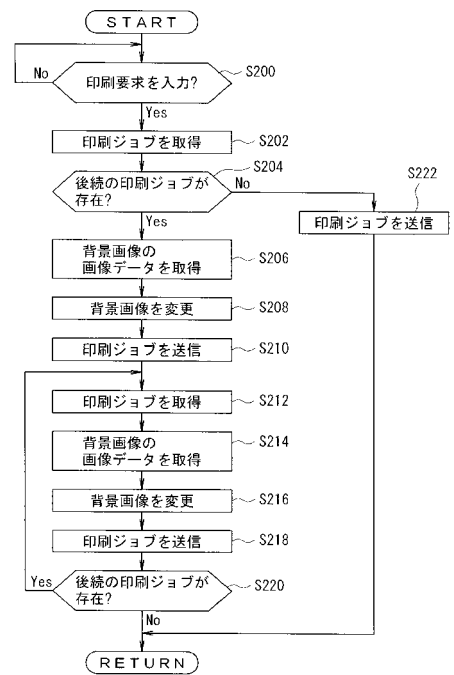 START
No
印刷要求を入力?
S200
Yes
印刷ジョブを取得
S202
後続の印刷ジョブが
存在?
S204
No
S222
印刷ジョブを送信
Yes
背景画像の
画像データを取得
S206
背景画像を変更
S208
印刷ジョブを送信
S210
印刷ジョブを取得
S212
背景画像の
画像データを取得
S214
背景画像を変更
S216
印刷ジョブを送信
S218
Yes
後続の印刷ジョブが
存在?
S220
No
RETURN